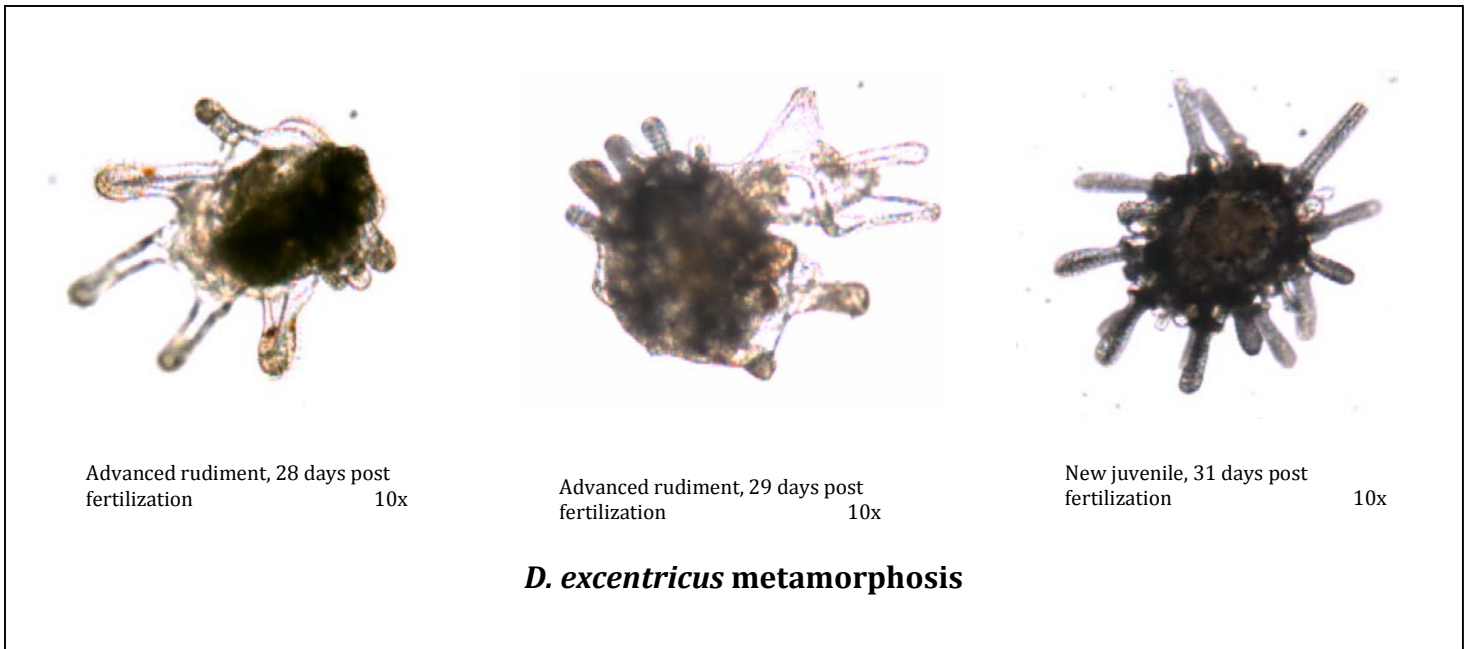 Advanced rudiment, 28 days post
fertilization 10x
Advanced rudiment, 29 days post
fertilization 10x
New juvenile, 31 days post
fertilization 10x
D. excentricus metamorphosis